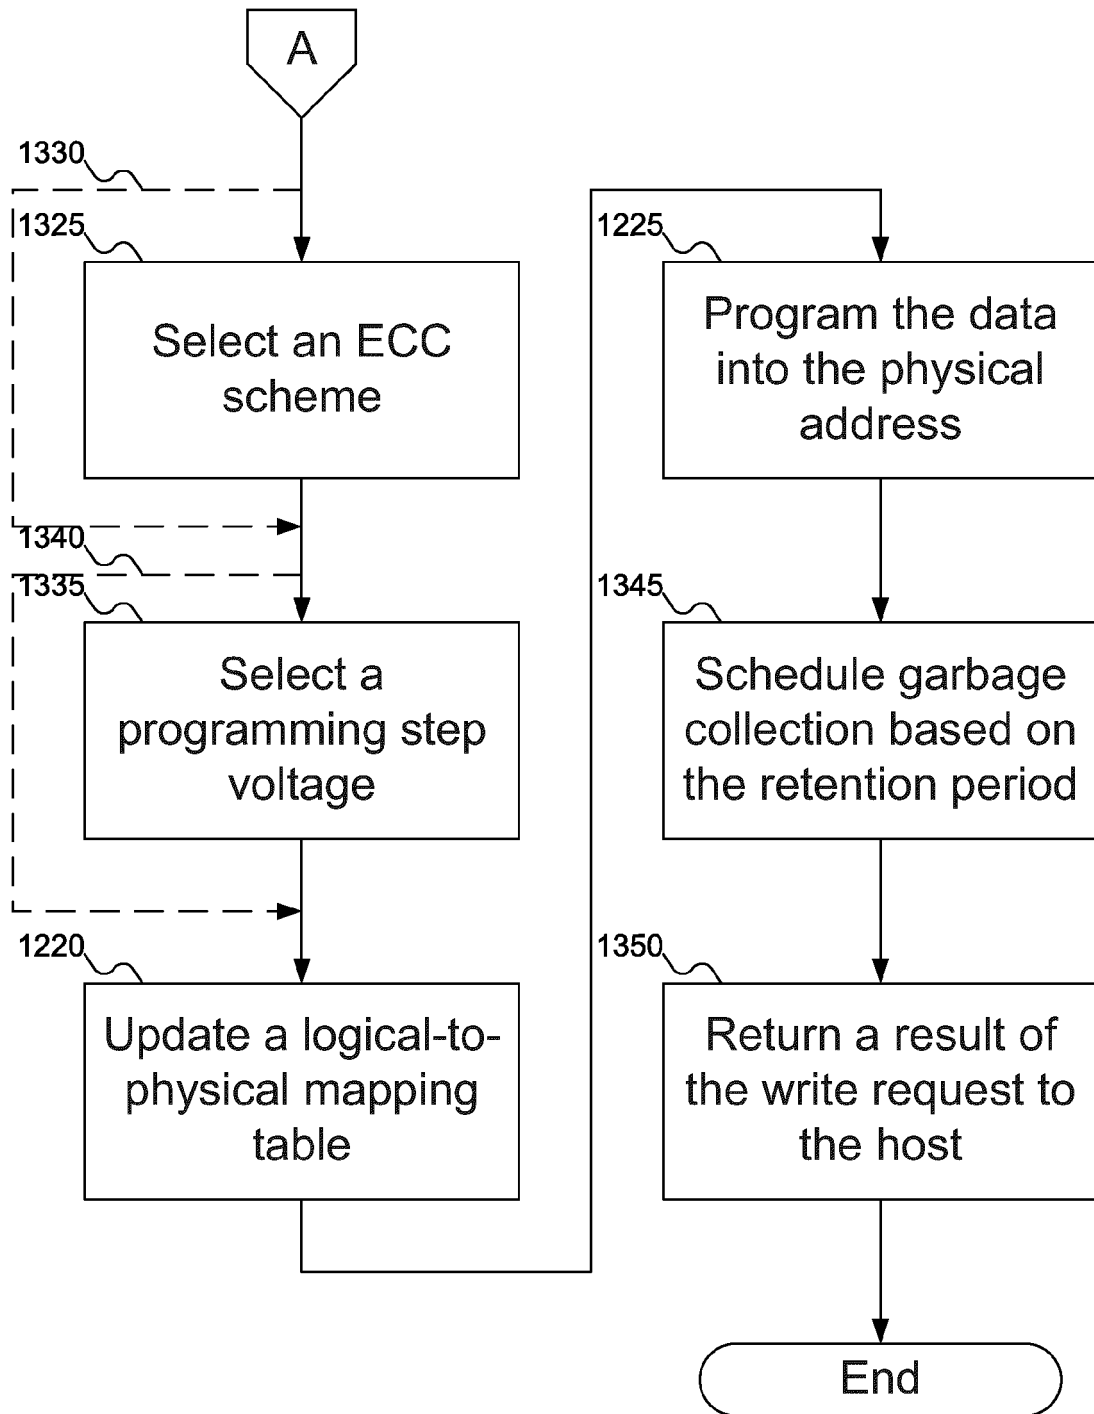 A
1330
1325
Select an ECC
scheme
1340
1335
Select a
programming step
voltage
1220
Update a logical-to-
physical mapping
table
1225
Program the data
into the physical
address
1345
Schedule garbage
collection based on
the retention period
1350
Return a result of
the write request to
the host
End